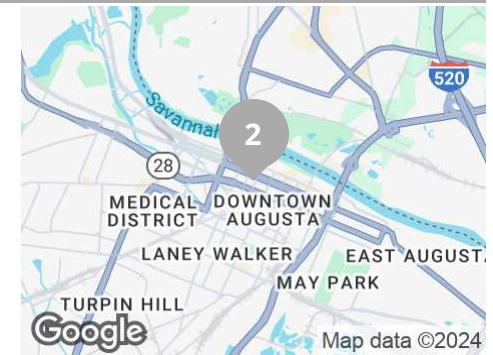 520
Savannah
2
28
MEDICAL DISTRICT
DOWNTOWN AUGUSTA
LANEY WALKER
EAST AUGUSTA
MAY PARK
TURPIN HILL
Google
Map data ©2024